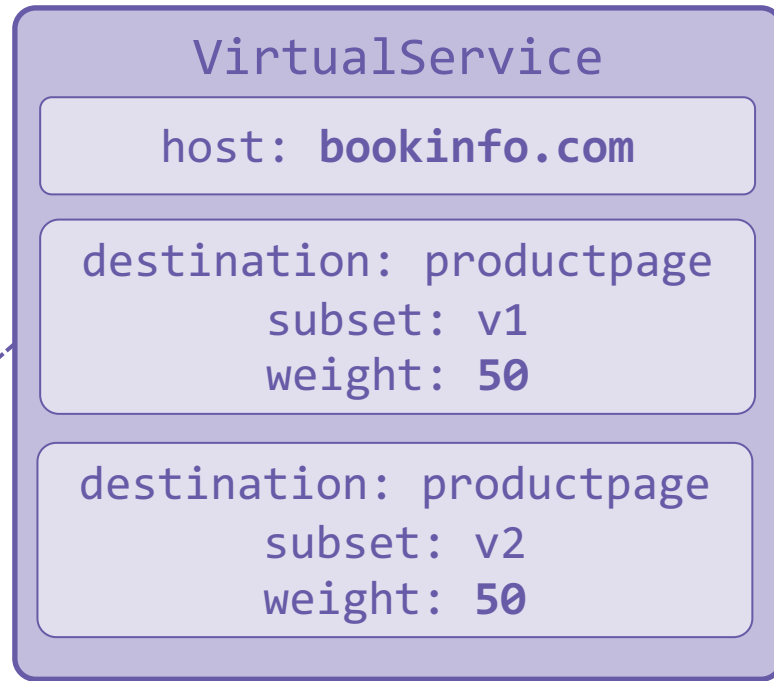 VirtualService
host: bookinfo.com
destination: productpage
subset: v1
weight: 50
destination: productpage
subset: v2
weight: 50